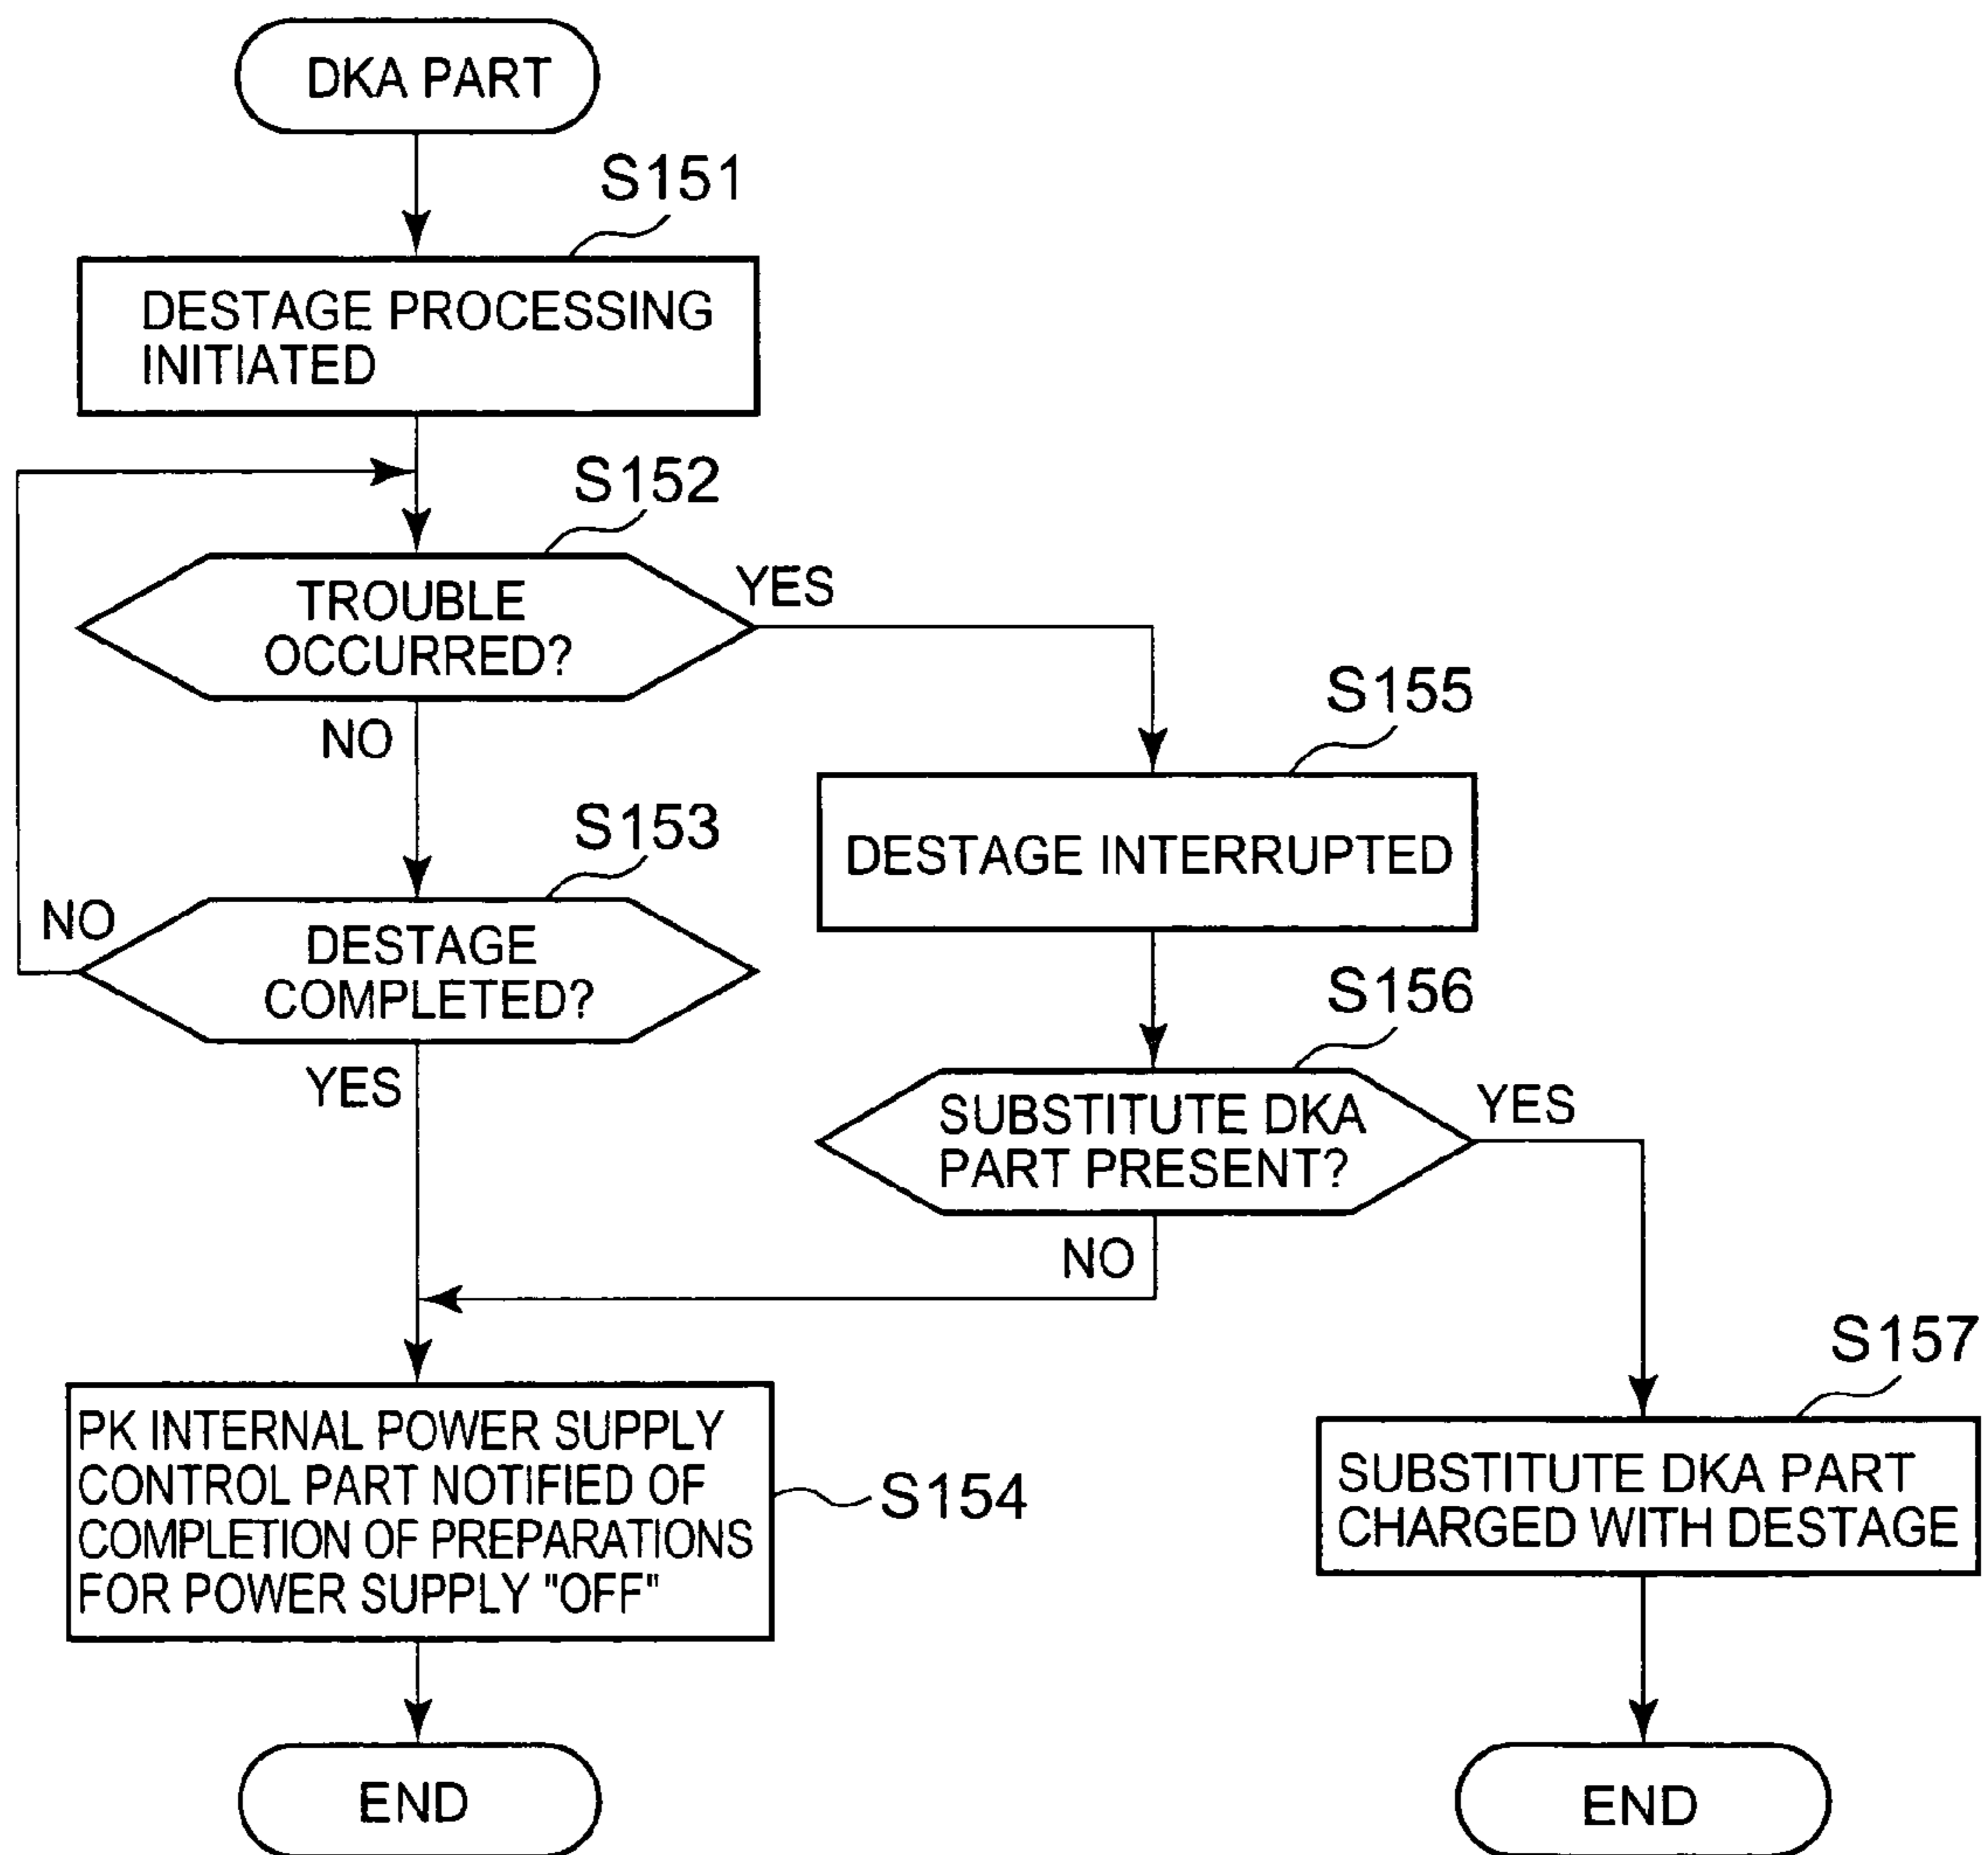 DKA PART
S151
DESTAGE PROCESSING
INITIATED
S152
TROUBLE
OCCURRED?
YES
NO
S153
DESTAGE
COMPLETED?
NO
YES
S155
DESTAGE INTERRUPTED
S156
SUBSTITUTE DKA
PART PRESENT?
YES
NO
PK INTERNAL POWER SUPPLY
CONTROL PART NOTIFIED OF
COMPLETION OF PREPARATIONS
FOR POWER SUPPLY "OFF"
S154
S157
SUBSTITUTE DKA PART
CHARGED WITH DESTAGE
END
END